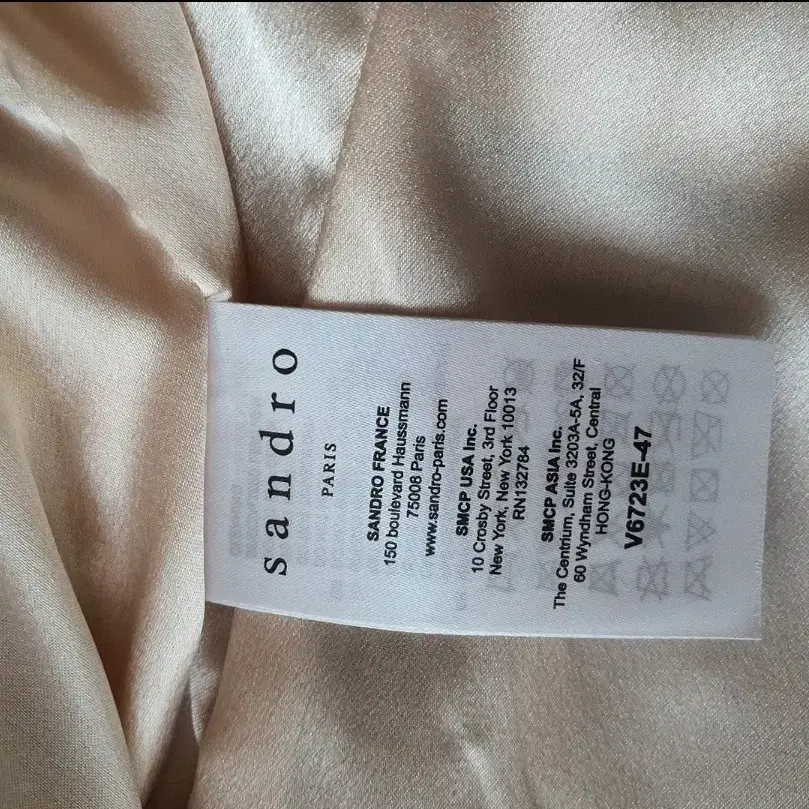 sandro
PARIS
SANDRO FRANCE
150 boulevard Haussmann
75008 Paris
www.sandro-paris.com
SMCP USA Inc.
10 Crosby Street, 3rd Floor
New York, New York 10013
RN132784
SMCP ASIA Inc.
The Centrium, Suite 3203A-5A, 32/F
60 Wyndham Street, Central
HONG-KONG
V6723E-47